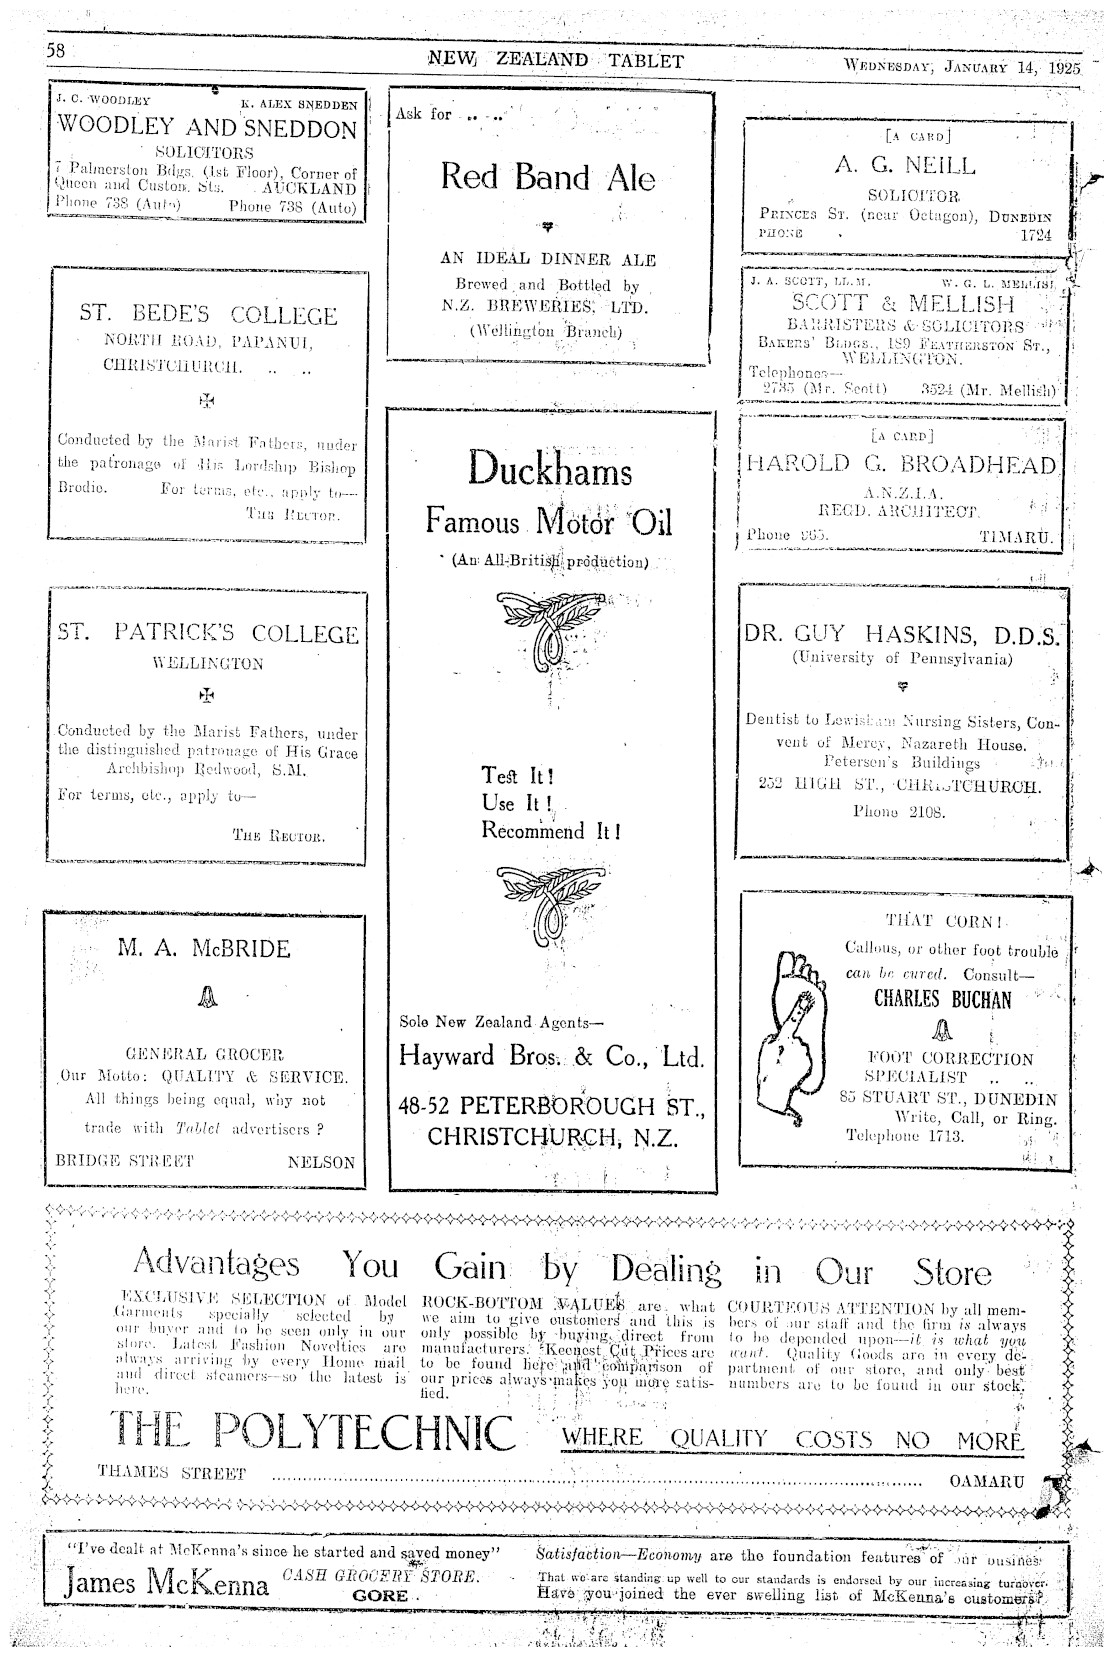 58
NEW ZEALAND TABLET
WEDNESDAY, JANUARY 14, 1925
J. C. WOODLEY K. ALEX SNEDDEN
WOODLEY AND SNEDDON
SOLICITORS
7 Palmerston Bdgs. (1st Floor), Corner of
Queen and Custom. Sts. AUCKLAND
Phone 738 (Auto) Phone 738 (Auto)
ST. BEDE'S COLLEGE
NORTH ROAD, PAPANUI,
CHRISTCHURCH. .. ..
Conducted by the Marist Fathers, under
the patronage of His Lordship Bishop
Brodie. For terms, etc., apply to—
THE RECTOR.
ST. PATRICK'S COLLEGE
WELLINGTON
Conducted by the Marist Fathers, under
the distinguished patronage of His Grace
Archbishop Redwood, S.M.
For terms, etc., apply to—
THE RECTOR.
M. A. McBRIDE
GENERAL GROCER
Our Motto: QUALITY & SERVICE.
All things being equal, why not
trade with Tablet advertisers ?
BRIDGE STREET NELSON
Ask for .. ..
Red Band Ale
AN IDEAL DINNER ALE
Brewed and Bottled by
N.Z. BREWERIES, LTD.
(Wellington Branch)
Duckhams
Famous Motor Oil
(An All-British production)
Test It!
Use It!
Recommend It!
Sole New Zealand Agents—
Hayward Bros. & Co., Ltd.
48-52 PETERBOROUGH ST.,
CHRISTCHURCH, N.Z.
[A CARD]
A. G. NEILL
SOLICITOR
PRINCES ST. (near Octagon), DUNEDIN
PHONE 1724
J. A. SCOTT, LL.M. W. G. L. MELLISH
SCOTT & MELLISH
BARRISTERS & SOLICITORS
BAKERS' BLDGS., 189 FEATHERSTON ST.,
WELLINGTON.
Telephones—
2735 (Mr. Scott) 3524 (Mr. Mellish)
[A CARD]
HAROLD G. BROADHEAD
A.N.Z.I.A.
REGD. ARCHITECT.
Phone 965. TIMARU.
DR. GUY HASKINS, D.D.S.
(University of Pennsylvania)
Dentist to Lewisham Nursing Sisters, Con-
vent of Mercy, Nazareth House.
Petersen's Buildings
252 HIGH ST., CHRISTCHURCH.
Phone 2108.
THAT CORN!
Callous, or other foot trouble
can be cured. Consult—
CHARLES BUCHAN
FOOT CORRECTION
SPECIALIST .. ..
85 STUART ST., DUNEDIN
Write, Call, or Ring.
Telephone 1713.
Advantages You Gain by Dealing in Our Store
EXCLUSIVE SELECTION of Model
Garments specially selected by
our buyer and to be seen only in our
store. Latest Fashion Novelties are
always arriving by every Home mail
and direct steamers—so the latest is
here.
ROCK-BOTTOM VALUES are what
we aim to give customers and this is
only possible by buying direct from
manufacturers. Keenest Cut Prices are
to be found here and comparison of
our prices always makes you more satis-
fied.
COURTEOUS ATTENTION by all mem-
bers of our staff and the firm is always
to be depended upon—it is what you
want. Quality Goods are in every de-
partment of our store, and only best
numbers are to be found in our stock.
THE POLYTECHNIC WHERE QUALITY COSTS NO MORE
THAMES STREET OAMARU
"I've dealt at McKenna's since he started and saved money"
James McKenna CASH GROCERY STORE.
GORE.
Satisfaction—Economy are the foundation features of our business
That we are standing up well to our standards is endorsed by our increasing turnover.
Have you joined the ever swelling list of McKenna's customers?